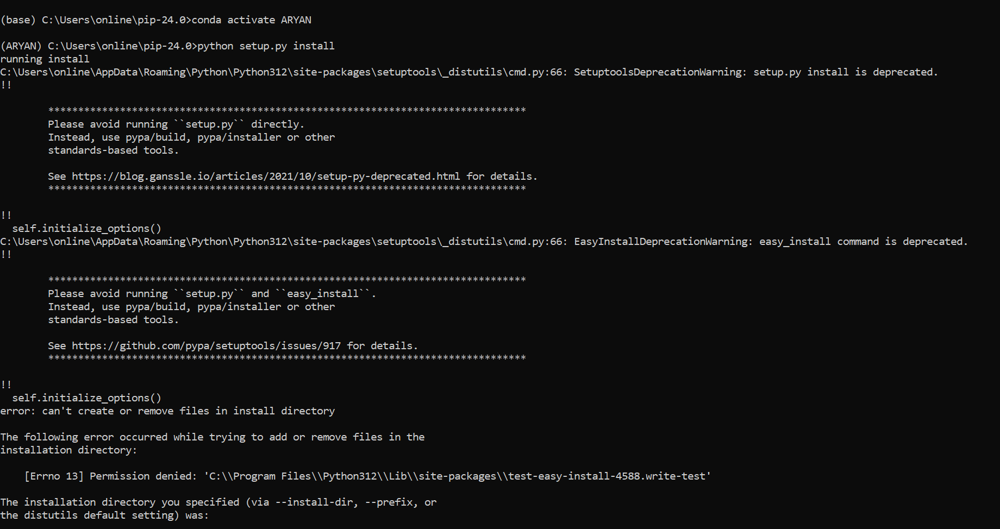 (base) C:\Users\online\pip-24.0>conda activate ARYAN
(ARYAN) C:\Users\online\pip-24.0>python setup.py install
running install
C:\Users\online\AppData\Roaming\Python\Python312\site-packages\setuptools\_distutils\cmd.py:66: SetuptoolsDeprecationWarning: setup.py install is deprecated.
!!
********************************************************************************
Please avoid running ``setup.py`` directly.
Instead, use pypa/build, pypa/installer or other
standards-based tools.
See https://blog.ganssle.io/articles/2021/10/setup-py-deprecated.html for details.
********************************************************************************
!!
self.initialize_options()
C:\Users\online\AppData\Roaming\Python\Python312\site-packages\setuptools\_distutils\cmd.py:66: EasyInstallDeprecationWarning: easy_install command is deprecated.
!!
********************************************************************************
Please avoid running ``setup.py`` and ``easy_install``.
Instead, use pypa/build, pypa/installer or other
standards-based tools.
See https://github.com/pypa/setuptools/issues/917 for details.
********************************************************************************
!!
self.initialize_options()
error: can't create or remove files in install directory
The following error occurred while trying to add or remove files in the
installation directory:
[Errno 13] Permission denied: 'C:\\Program Files\\Python312\\Lib\\site-packages\\test-easy-install-4588.write-test'
The installation directory you specified (via --install-dir, --prefix, or
the distutils default setting) was: